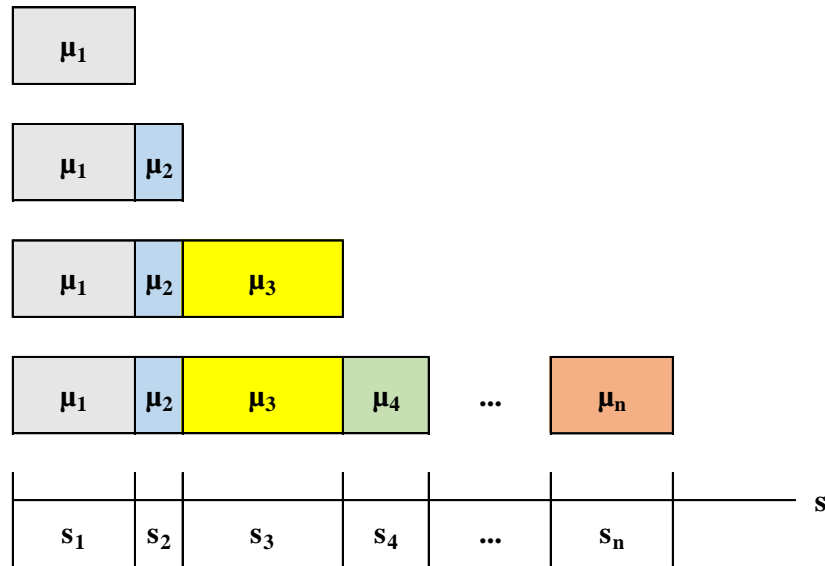 μ₁
μ₁ μ₂
μ₁ μ₂ μ₃
μ₁ μ₂ μ₃ μ₄ ... μₙ
s
s₁ s₂ s₃ s₄ ... sₙ